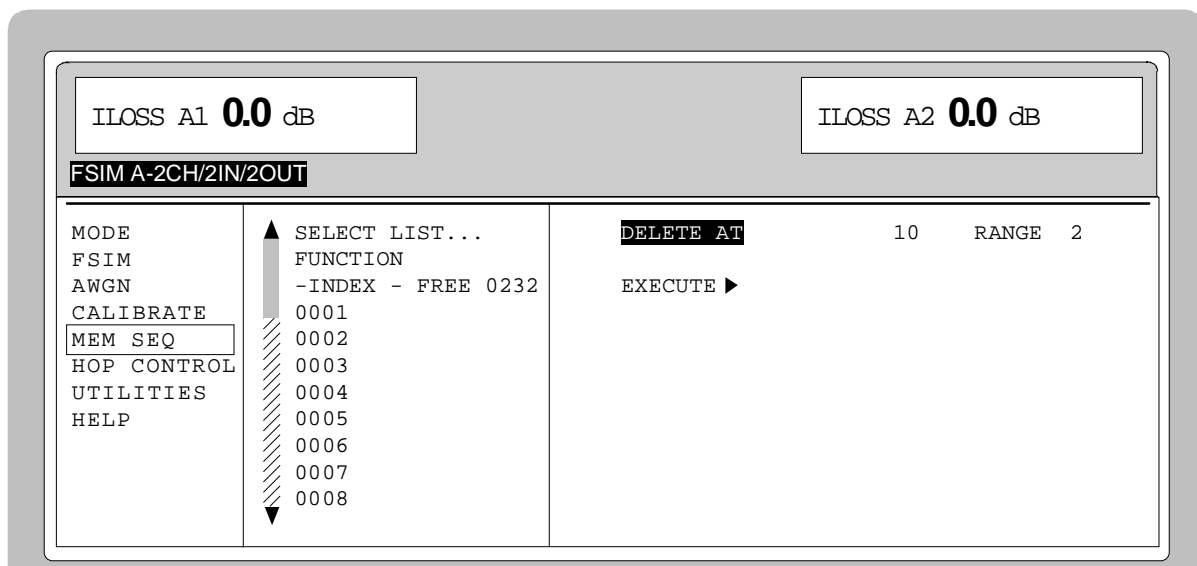 ILOSS A1 0.0 dB
ILOSS A2 0.0 dB
FSIM A-2CH/2IN/2OUT
MODE
FSIM
AWGN
CALIBRATE
MEM SEQ
HOP CONTROL
UTILITIES
HELP
SELECT LIST...
FUNCTION
-INDEX - FREE 0232
0001
0002
0003
0004
0005
0006
0007
0008
DELETE AT 10 RANGE 2
EXECUTE